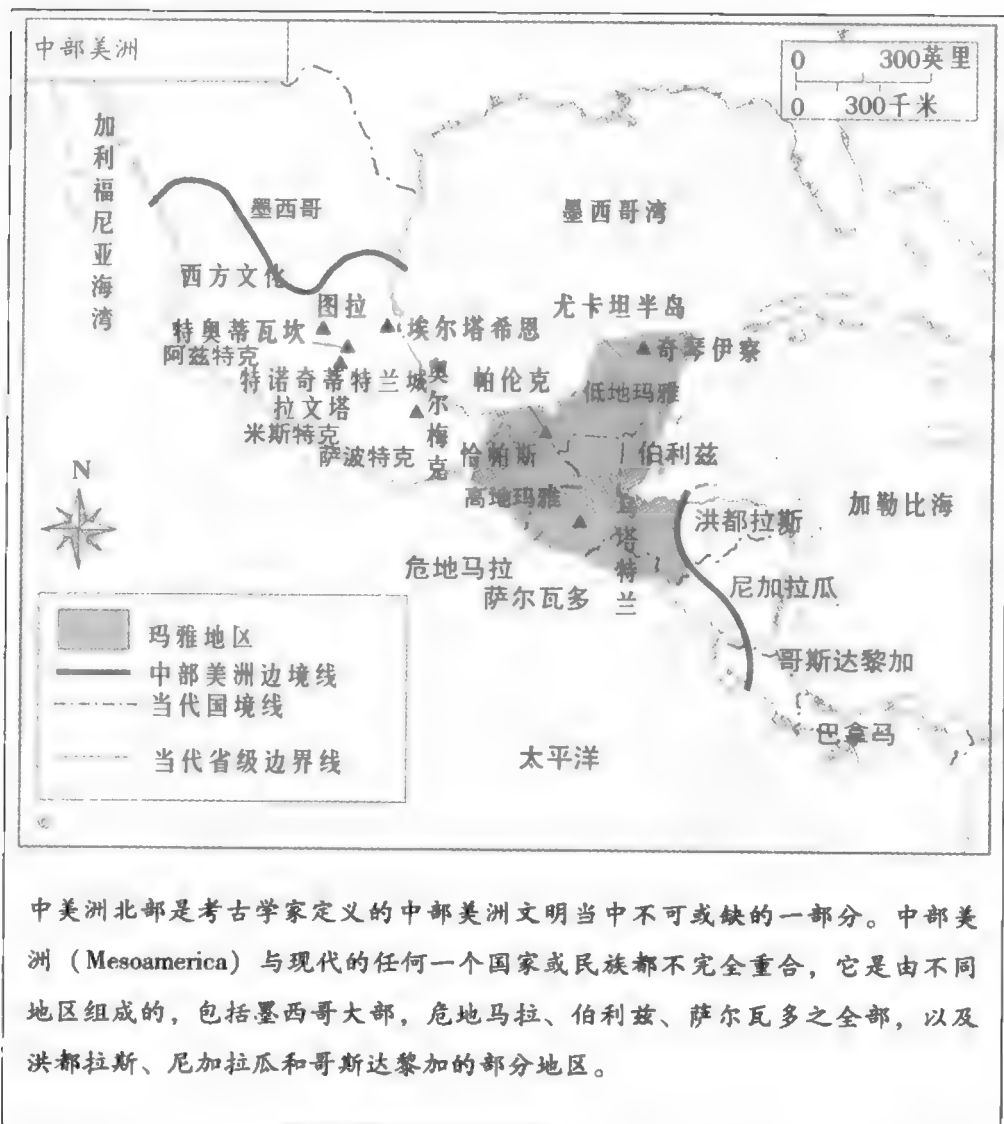 中部美洲
0 300英里
0 300千米
加利福尼亚海湾
墨西哥
墨西哥湾
西方文化
图拉
尤卡坦半岛
特奥蒂瓦坎
埃尔塔希恩
奇琴伊察
阿兹特克
特诺奇蒂特兰城
奥尔梅克
帕伦克
低地玛雅
拉文塔
米斯特克
萨波特克
恰帕斯
伯利兹
N
高地玛雅
玛塔特兰
洪都拉斯
加勒比海
危地马拉
萨尔瓦多
尼加拉瓜
玛雅地区
中部美洲边境线
哥斯达黎加
当代国境线
巴拿马
当代省级边界线
太平洋
中美洲北部是考古学家定义的中部美洲文明当中不可或缺的一部分。中部美
洲（Mesoamerica）与现代的任何一个国家或民族都不完全重合，它是由不同
地区组成的，包括墨西哥大部，危地马拉、伯利兹、萨尔瓦多之全部，以及
洪都拉斯、尼加拉瓜和哥斯达黎加的部分地区。